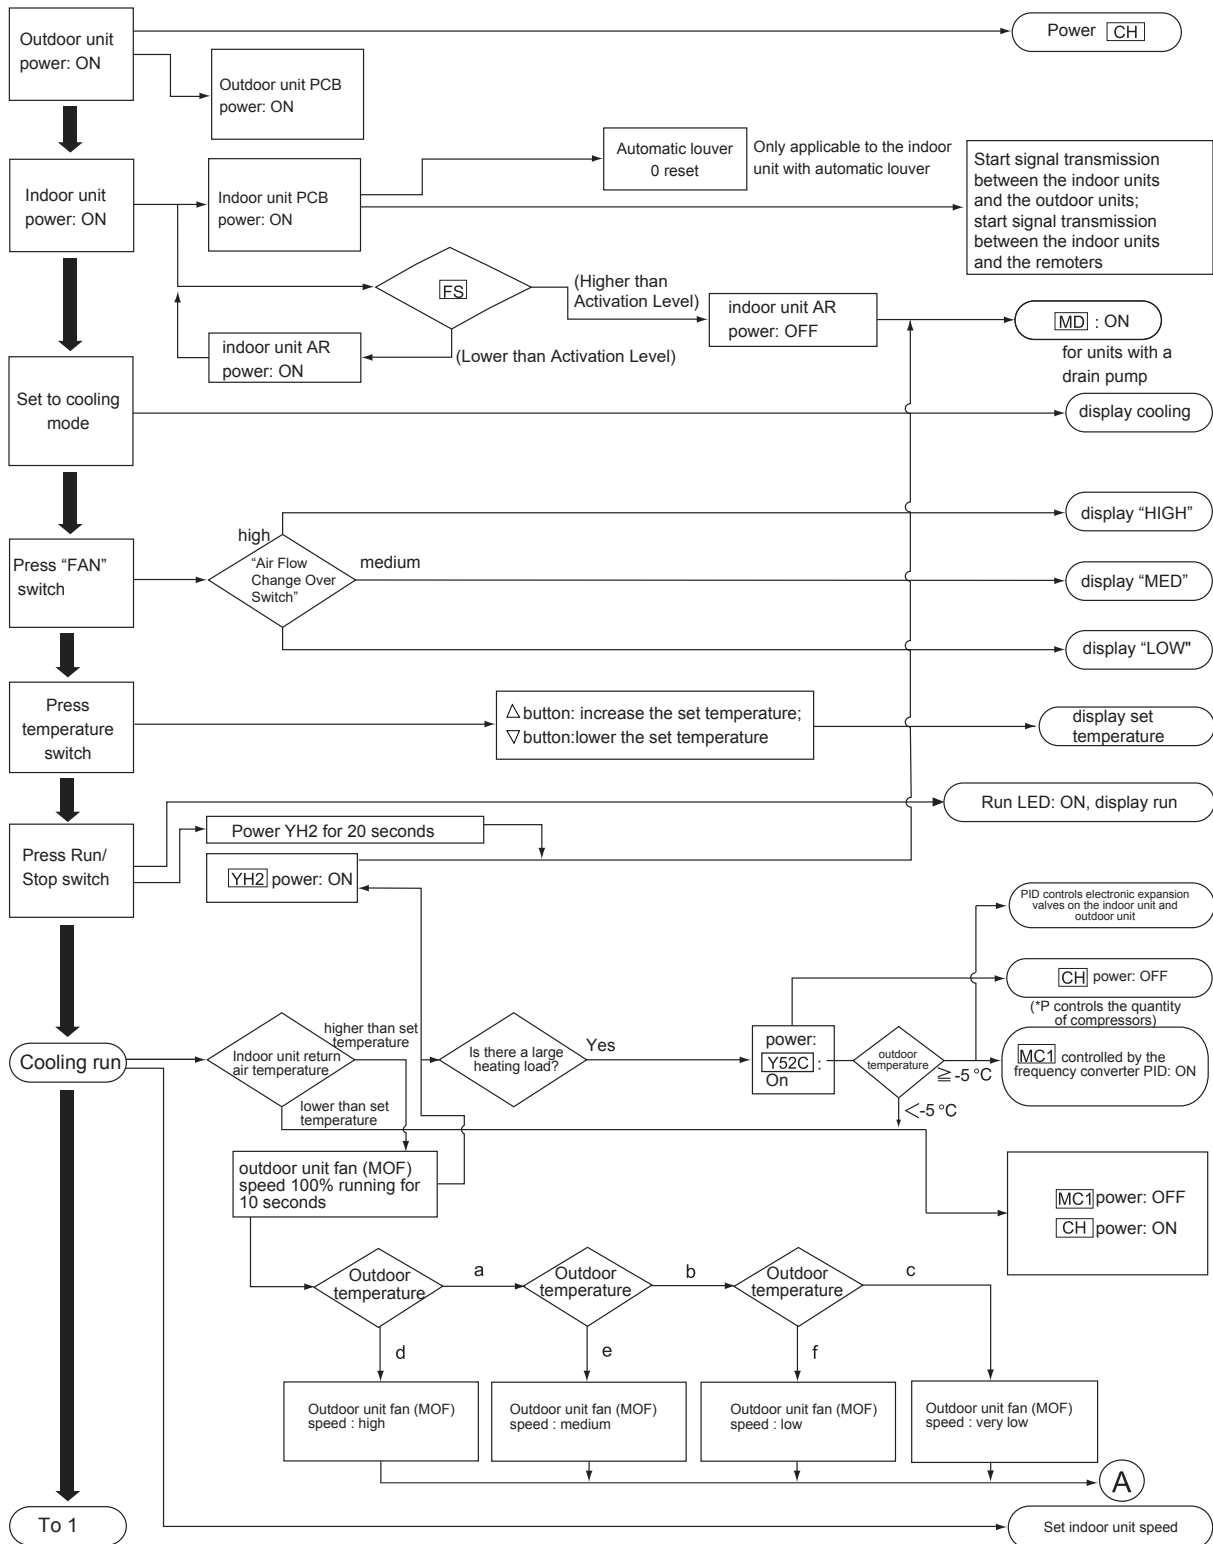 Outdoor unit
power: ON
Power CH
Outdoor unit PCB
power: ON
Indoor unit
power: ON
Indoor unit PCB
power: ON
Automatic louver
0 reset
Only applicable to the indoor
unit with automatic louver
Start signal transmission
between the indoor units
and the outdoor units;
start signal transmission
between the indoor units
and the remoters
FS
(Higher than
Activation Level)
indoor unit AR
power: OFF
MD : ON
for units with a
drain pump
indoor unit AR
power: ON
(Lower than Activation Level)
Set to cooling
mode
display cooling
Press “FAN”
switch
high
“Air Flow
Change Over
Switch”
medium
display “HIGH”
display “MED”
display “LOW"
Press
temperature
switch
△ button: increase the set temperature;
▽ button:lower the set temperature
display set
temperature
Press Run/
Stop switch
Run LED: ON, display run
Power YH2 for 20 seconds
YH2 power: ON
PID controls electronic expansion
valves on the indoor unit and
outdoor unit
CH power: OFF
(*P controls the quantity
of compressors)
Cooling run
Indoor unit return
air temperature
higher than set
temperature
Is there a large
heating load?
Yes
power:
Y52C :
On
outdoor
temperature
≧ -5 °C
<-5 °C
MC1 controlled by the
frequency converter PID: ON
lower than set
temperature
outdoor unit fan (MOF)
speed 100% running for
10 seconds
MC1 power: OFF
CH power: ON
Outdoor
temperature
a
Outdoor
temperature
b
Outdoor
temperature
c
d
e
f
Outdoor unit fan (MOF)
speed : high
Outdoor unit fan (MOF)
speed : medium
Outdoor unit fan (MOF)
speed : low
Outdoor unit fan (MOF)
speed : very low
A
To 1
Set indoor unit speed